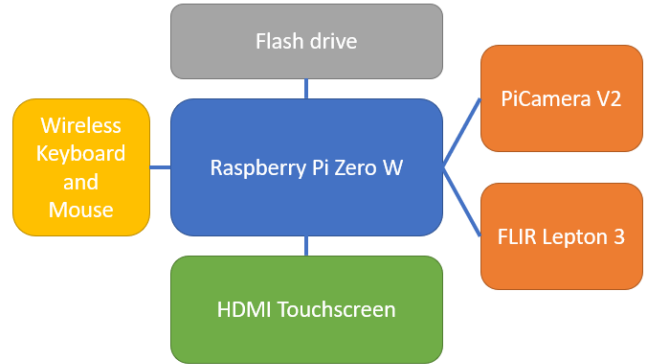 Flash drive
PiCamera V2
Wireless
Keyboard
and
Mouse
Raspberry Pi Zero W
FLIR Lepton 3
HDMI Touchscreen